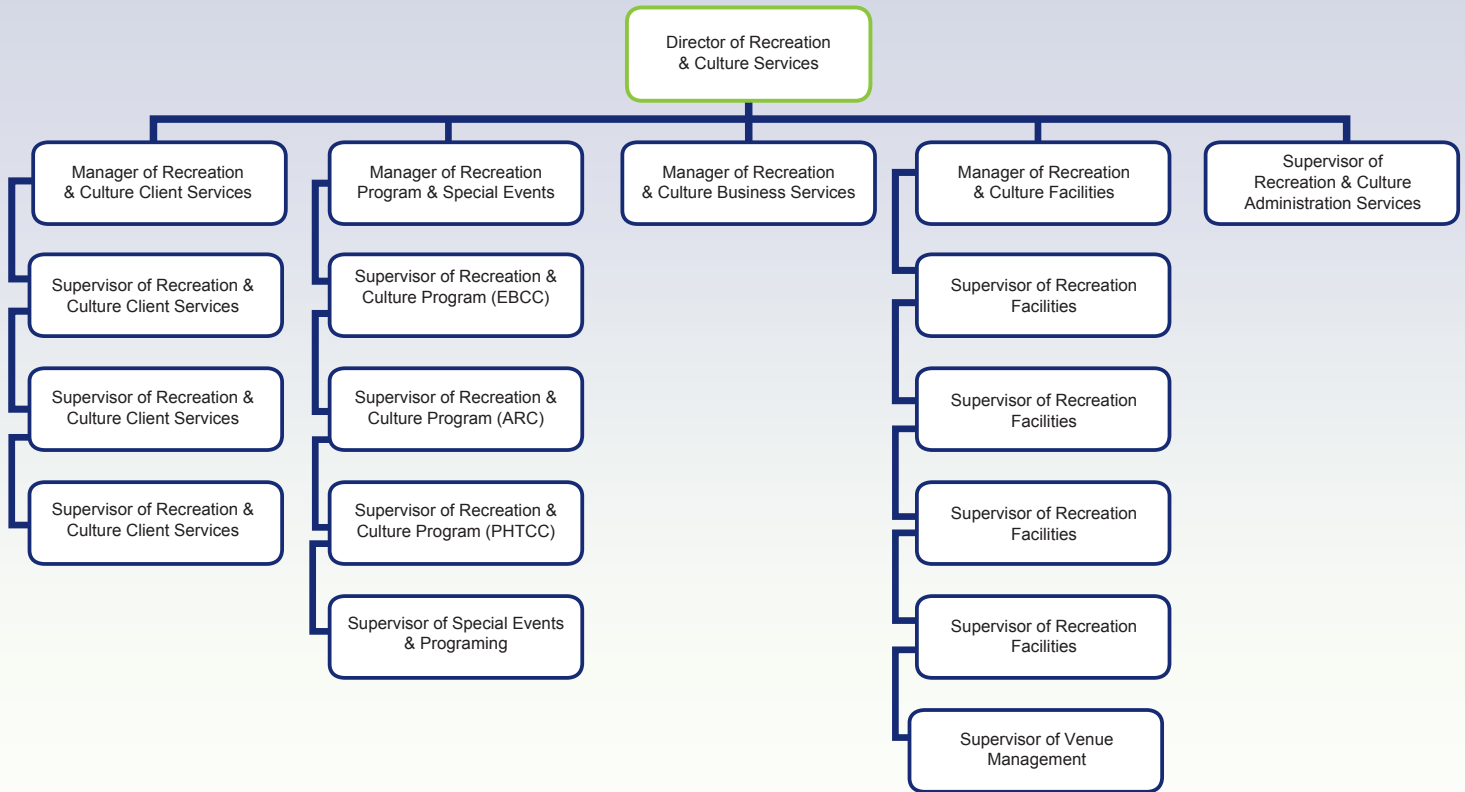 Director of Recreation
& Culture Services
Manager of Recreation
& Culture Client Services
Supervisor of Recreation &
Culture Client Services
Supervisor of Recreation &
Culture Client Services
Supervisor of Recreation &
Culture Client Services
Manager of Recreation
Program & Special Events
Supervisor of Recreation &
Culture Program (EBCC)
Supervisor of Recreation &
Culture Program (ARC)
Supervisor of Recreation &
Culture Program (PHTCC)
Supervisor of Special Events
& Programing
Manager of Recreation
& Culture Business Services
Manager of Recreation
& Culture Facilities
Supervisor of Recreation
Facilities
Supervisor of Recreation
Facilities
Supervisor of Recreation
Facilities
Supervisor of Recreation
Facilities
Supervisor of Venue
Management
Supervisor of
Recreation & Culture
Administration Services